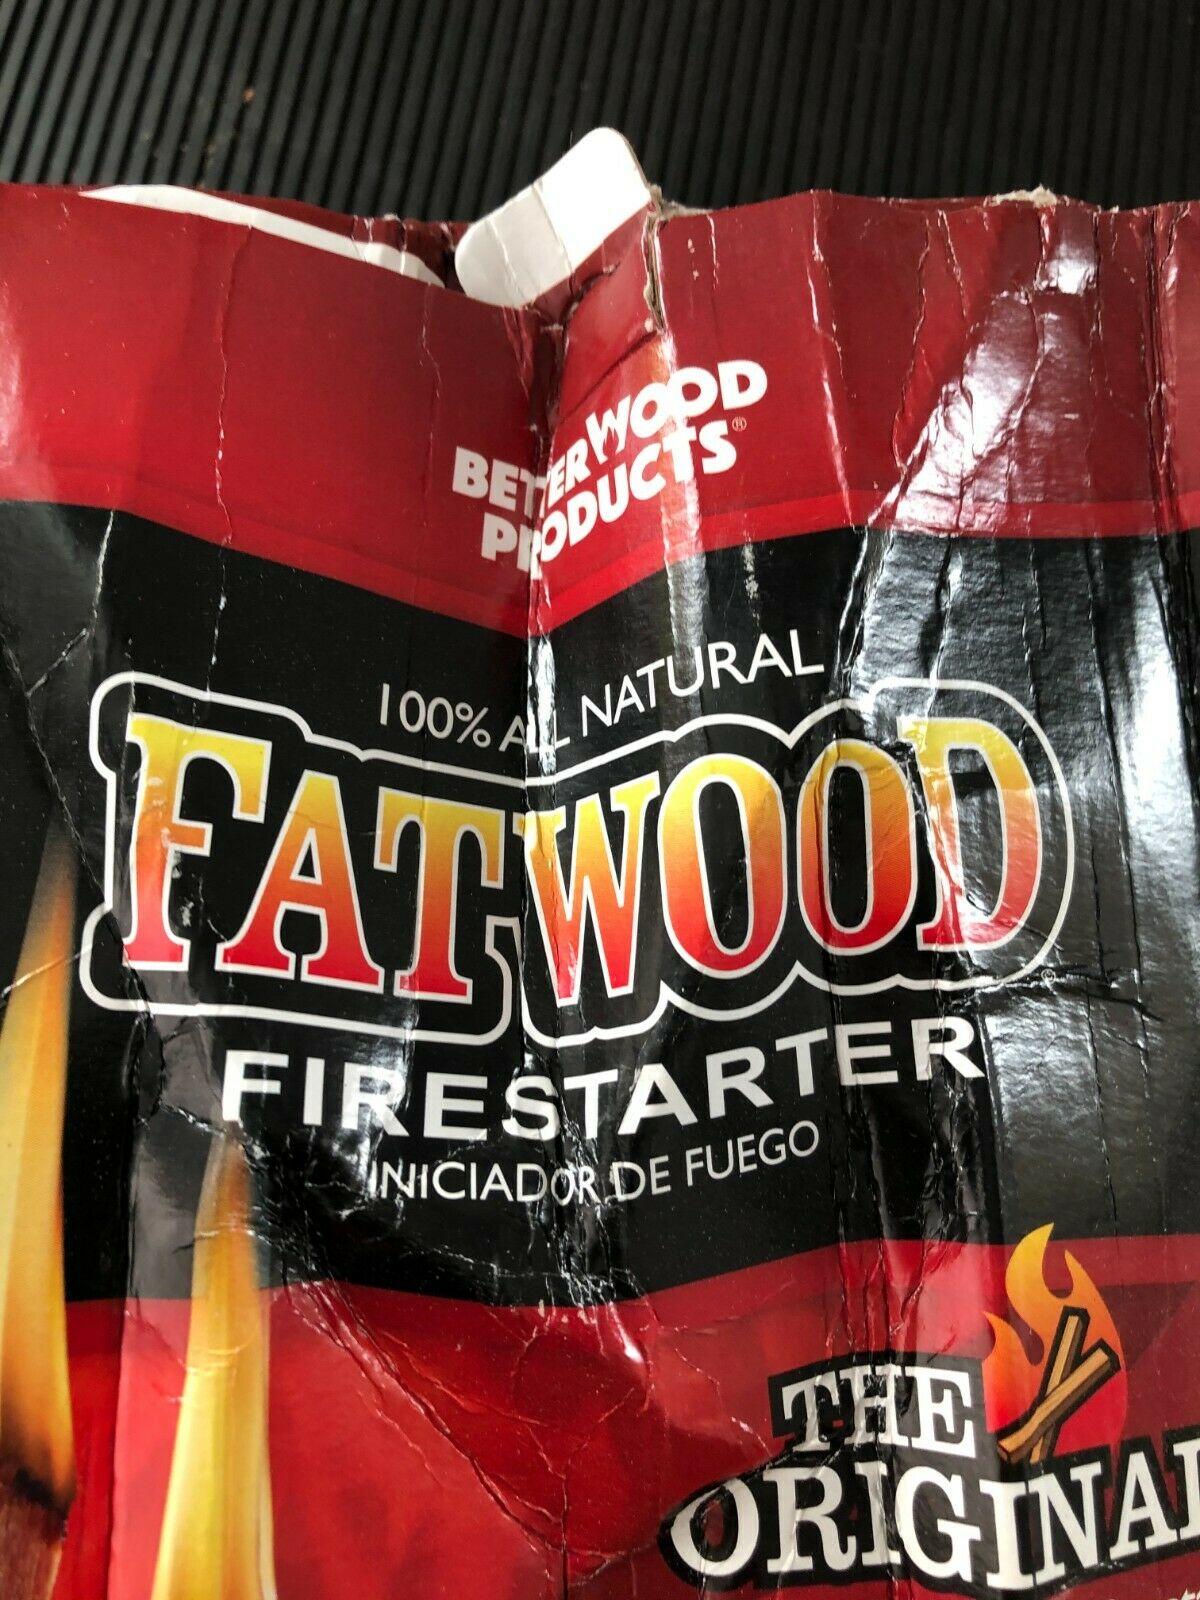 BETTERWOOD
PRODUCTS®
100% ALL NATURAL
FATWOOD
FIRESTARTER
INICIADOR DE FUEGO
THE
ORIGINAL